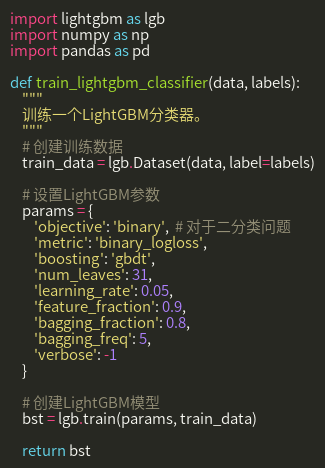 import lightgbm as lgb
import numpy as np
import pandas as pd
def train_lightgbm_classifier(data, labels):
"""
训练一个LightGBM分类器。
"""
# 创建训练数据
train_data = lgb.Dataset(data, label=labels)
# 设置LightGBM参数
params = {
'objective': 'binary',  # 对于二分类问题
'metric': 'binary_logloss',
'boosting': 'gbdt',
'num_leaves': 31,
'learning_rate': 0.05,
'feature_fraction': 0.9,
'bagging_fraction': 0.8,
'bagging_freq': 5,
'verbose': -1
}
# 创建LightGBM模型
bst = lgb.train(params, train_data)
return bst